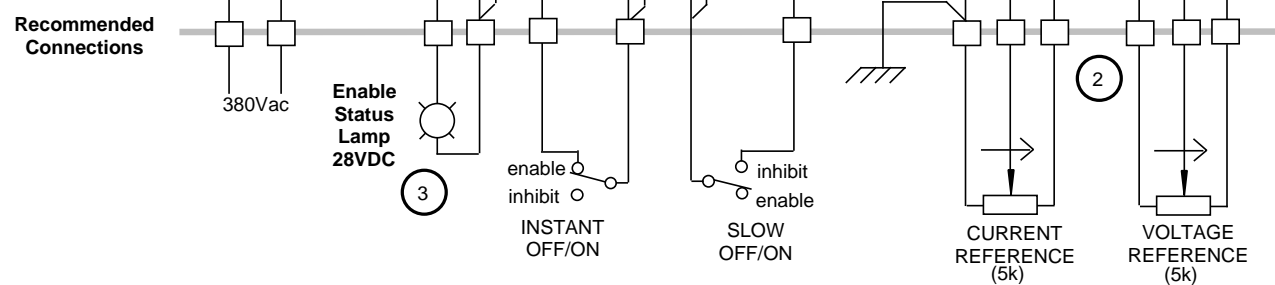 Recommended
Connections
380Vac
Enable
Status
Lamp
28VDC
3
enable
inhibit
INSTANT
OFF/ON
inhibit
enable
SLOW
OFF/ON
2
CURRENT
REFERENCE
(5k)
VOLTAGE
REFERENCE
(5k)